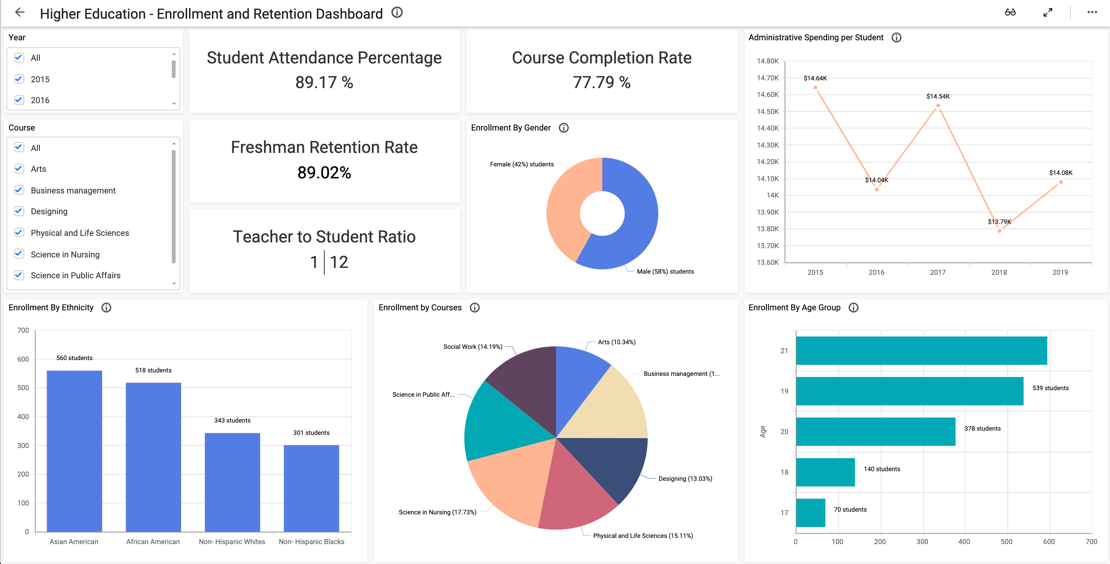 Higher Education - Enrollment and Retention Dashboard
Year
All
2015
2016
Course
All
Arts
Business management
Designing
Physical and Life Sciences
Science in Nursing
Science in Public Affairs
Student Attendance Percentage
89.17 %
Course Completion Rate
77.79 %
Freshman Retention Rate
89.02%
Teacher to Student Ratio
1 | 12
Enrollment By Gender
Female (42%) students
Male (58%) students
Administrative Spending per Student
14.80K
14.70K
14.60K
14.50K
14.40K
14.30K
14.20K
14.10K
14K
13.90K
13.80K
13.70K
13.60K
$14.64K
$14.04K
$14.54K
$13.79K
$14.08K
2015 2016 2017 2018 2019
Enrollment By Ethnicity
700
600
500
400
300
200
100
0
560 students
518 students
343 students
301 students
Asian American African American Non- Hispanic Whites Non- Hispanic Blacks
Enrollment by Courses
Social Work (14.19%)
Arts (10.34%)
Business management (1...
Science in Public Aff...
Designing (13.03%)
Science in Nursing (17.73%)
Physical and Life Sciences (15.11%)
Enrollment By Age Group
Age
21
19 539 students
20 378 students
18 140 students
17 70 students
0 100 200 300 400 500 600 700